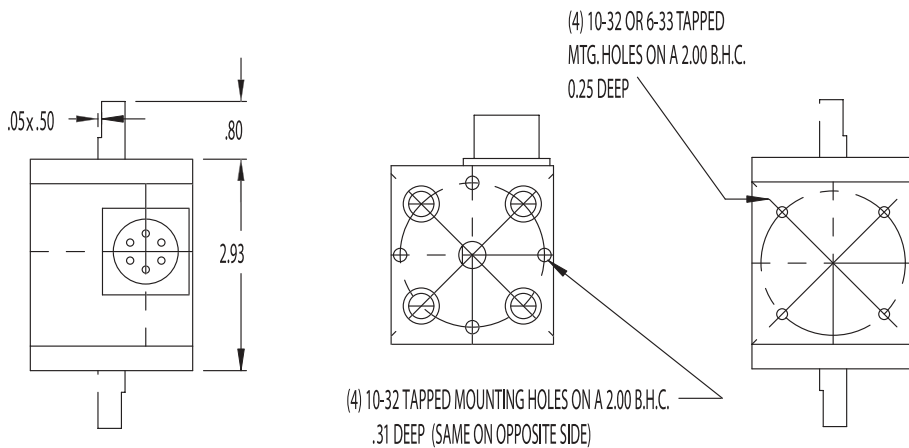 (4) 10-32 OR 6-33 TAPPED
MTG. HOLES ON A 2.00 B.H.C.
0.25 DEEP
.05x.50
.80
2.93
(4) 10-32 TAPPED MOUNTING HOLES ON A 2.00 B.H.C.
.31 DEEP (SAME ON OPPOSITE SIDE)